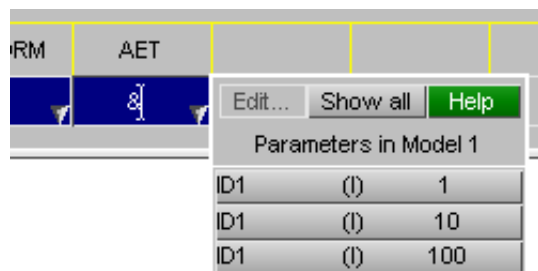 RM AET
&
Edit... Show all Help
Parameters in Model 1
ID1 (I) 1
ID1 (I) 10
ID1 (I) 100